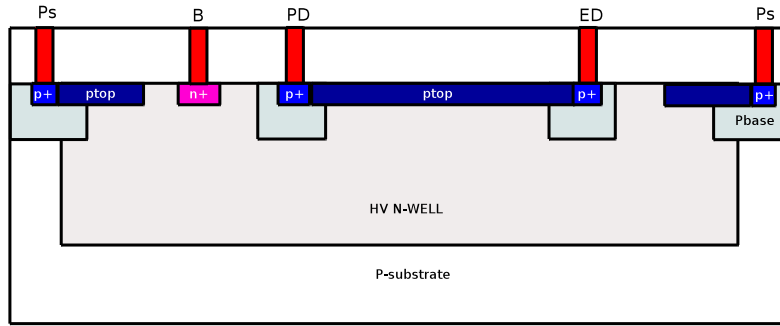 Ps B PD ED Ps
p+ ptop n+ p+ ptop p+ p+
Pbase
HV N-WELL
P-substrate